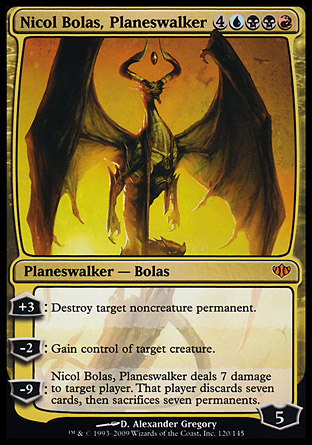 Nicol Bolas, Planeswalker 4
Planeswalker — Bolas
+3 : Destroy target noncreature permanent.
-2 : Gain control of target creature.
Nicol Bolas, Planeswalker deals 7 damage
-9 : to target player. That player discards seven
cards, then sacrifices seven permanents.
D. Alexander Gregory
™ & © 1993-2009 Wizards of the Coast, Inc. 120/145
5